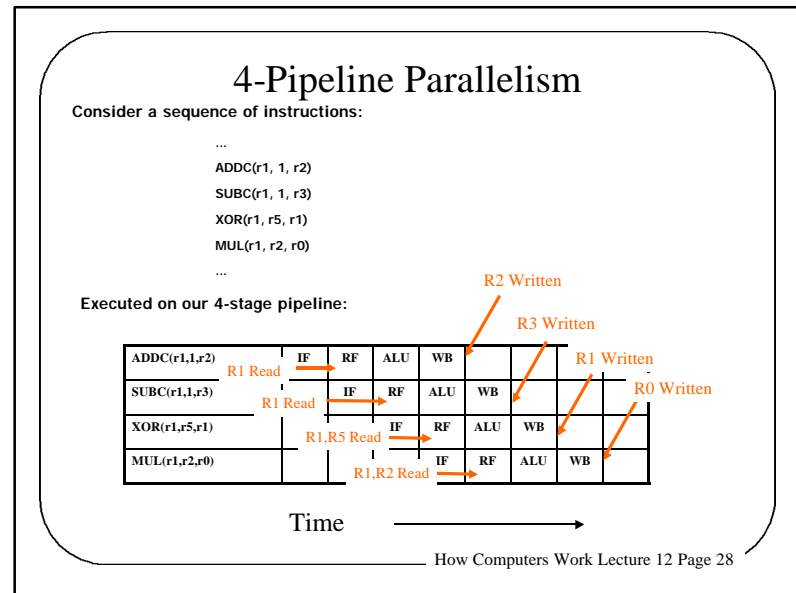 4-Pipeline Parallelism
Consider a sequence of instructions:
...
ADDC(r1, 1, r2)
SUBC(r1, 1, r3)
XOR(r1, r5, r1)
MUL(r1, r2, r0)
...
R2 Written
Executed on our 4-stage pipeline:
R3 Written
R1 Written
R0 Written
ADDC(r1,1,r2) IF RF ALU WB
R1 Read
SUBC(r1,1,r3) IF RF ALU WB
R1 Read
XOR(r1,r5,r1) IF RF ALU WB
R1,R5 Read
MUL(r1,r2,r0) IF RF ALU WB
R1,R2 Read
Time
How Computers Work Lecture 12 Page 28